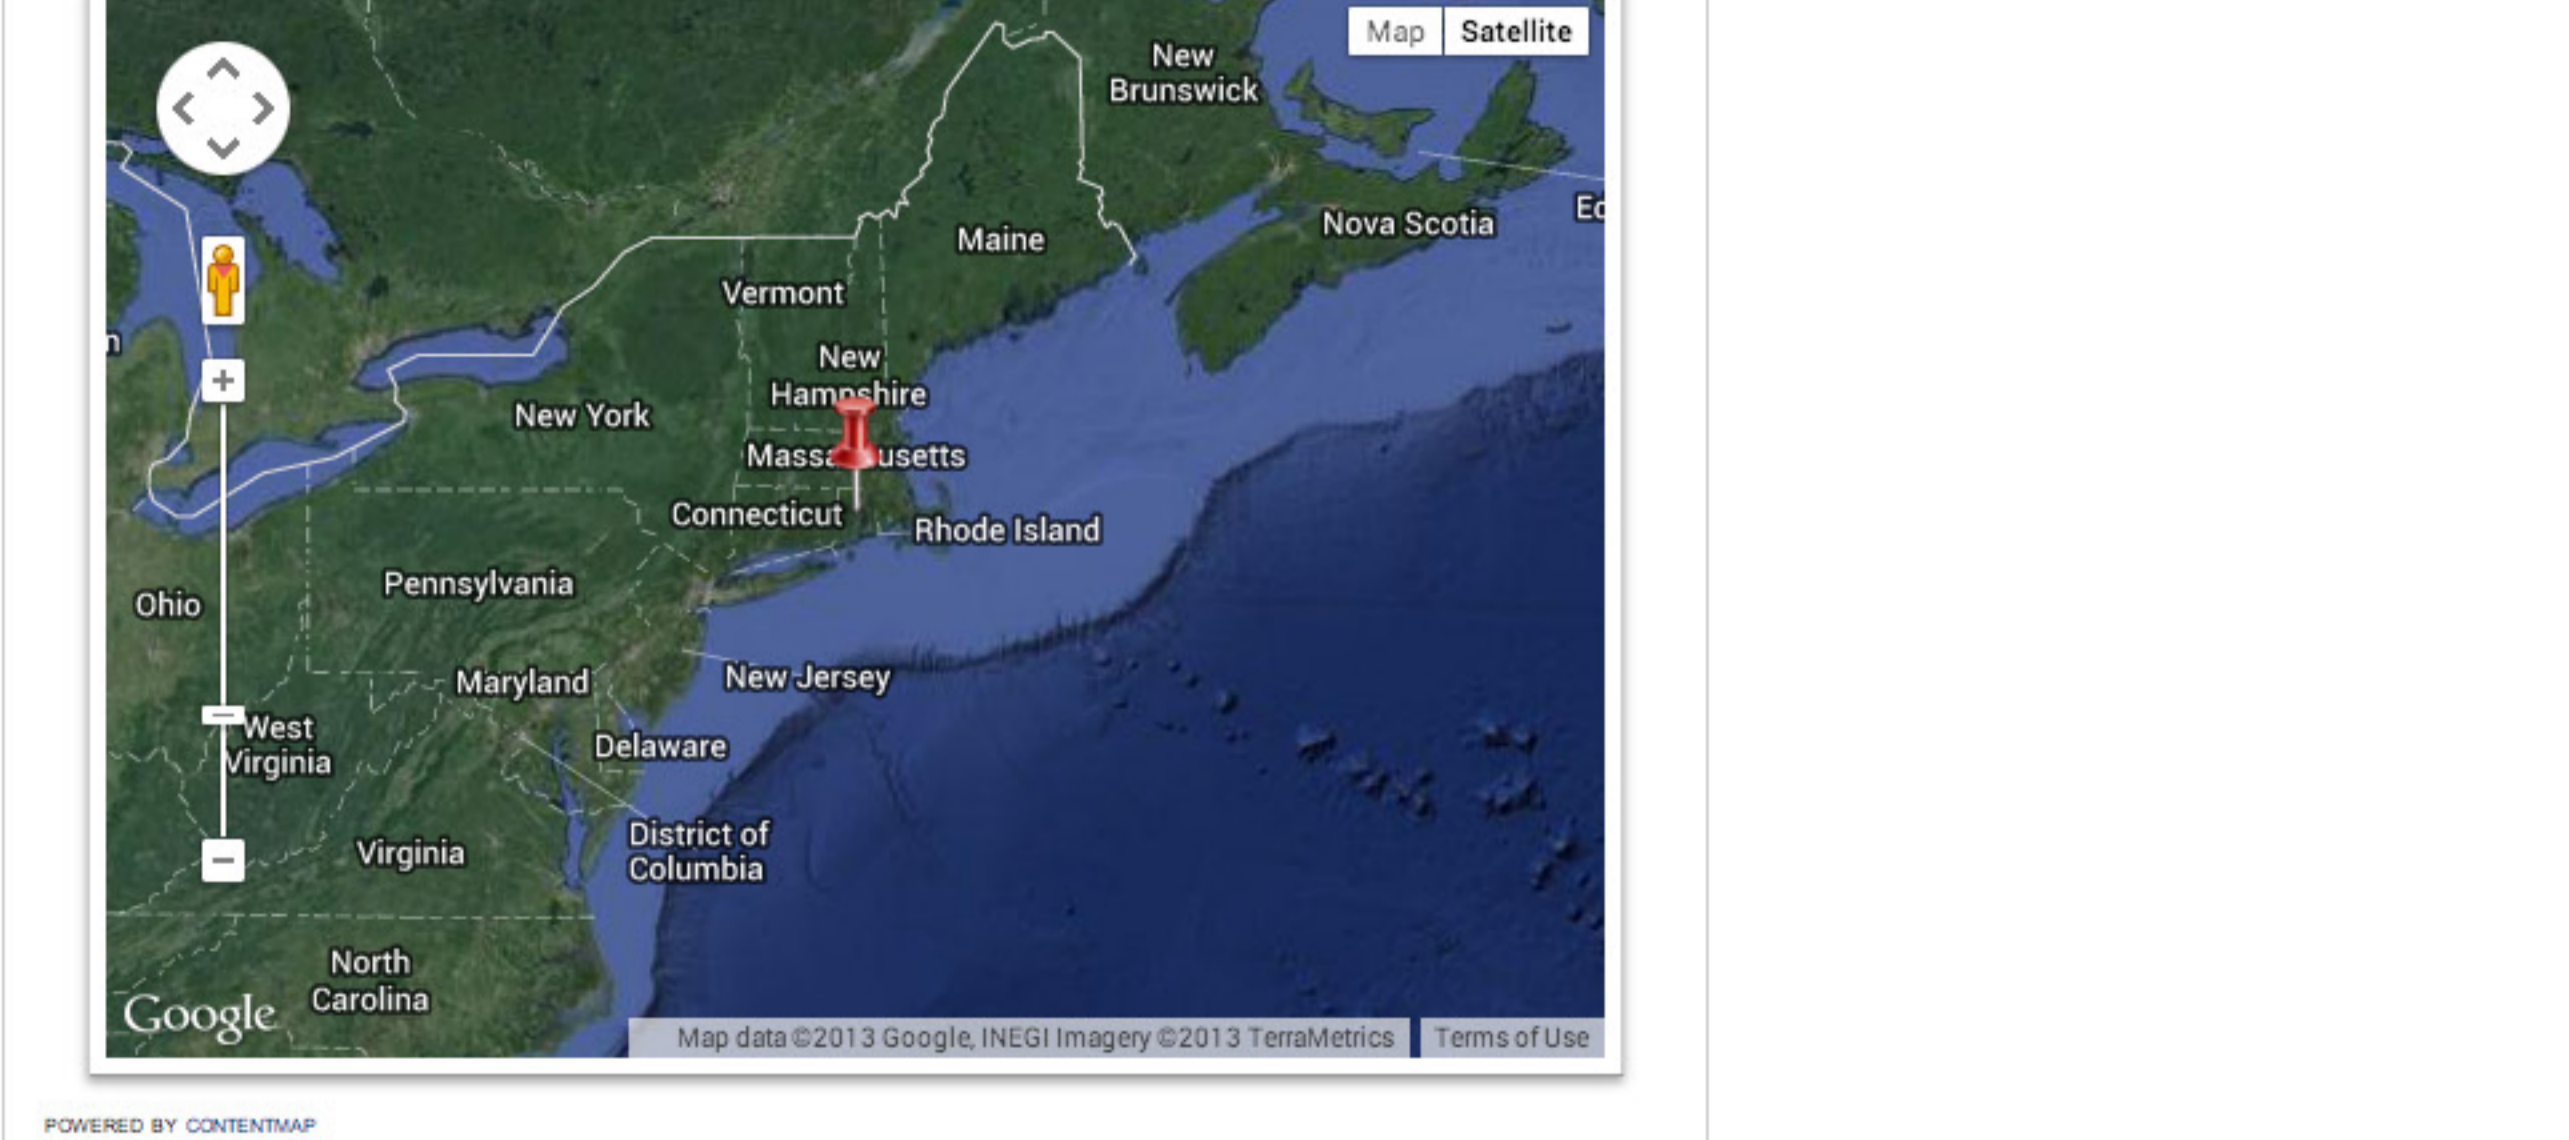 Map
Satellite
New
Brunswick
Nova Scotia
Maine
Vermont
New
Hampshire
New York
Massa usetts
Connecticut
Rhode Island
Pennsylvania
Ohio
Maryland
New Jersey
West
Virginia
Delaware
District of
Columbia
Virginia
North
Carolina
Google
Map data ©2013 Google, INEGI Imagery ©2013 TerraMetrics
Terms of Use
POWERED BY CONTENTMAP